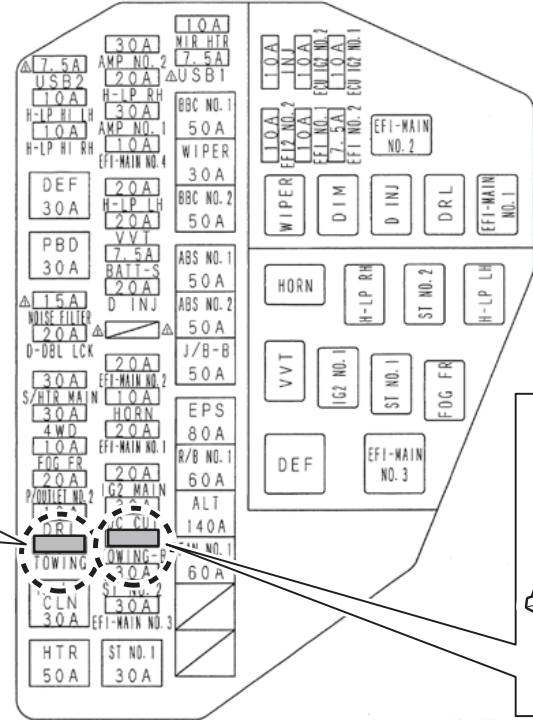 7.5A
USB2
10A
H-LP HI LH
10A
H-LP HI RH
DEF
30A
PBD
30A
15A
NOISE FILTER
20A
D-DBL LCK
30A
S/HTR MAIN
30A
4WD
10A
FOG FR
20A
P/OUTLET NO.2
DRL
TOWING
CLN
30A
HTR
50A
30A
AMP NO.2
20A
H-LP RH
30A
AMP NO.1
10A
EFI-MAIN NO.4
20A
H-LP LH
20A
VVT
7.5A
BATT-S
20A
D INJ
20A
EFI-MAIN NO.2
10A
HORN
20A
EFI-MAIN NO.1
20A
IG2 MAIN
TOWING-B
30A
ST NO.2
30A
EFI-MAIN NO.3
ST NO.1
30A
10A
MIR HTR
7.5A
USB1
BBC NO.1
50A
WIPER
30A
BBC NO.2
50A
ABS NO.1
50A
ABS NO.2
50A
J/B-B
50A
EPS
80A
R/B NO.1
60A
ALT
140A
NO.1
60A
10A
INJ
10A
ECU IG2 NO.2
10A
ECU IG2 NO.1
10A
EFI2 NO.2
10A
EFI NO.1
7.5A
EFI NO.2
EFI-MAIN
NO.2
WIPER
DIM
D INJ
DRL
EFI-MAIN
NO.1
HORN
H-LP RH
ST NO.2
H-LP LH
VVT
IG2 NO.1
ST NO.1
FOG FR
DEF
EFI-MAIN
NO.3